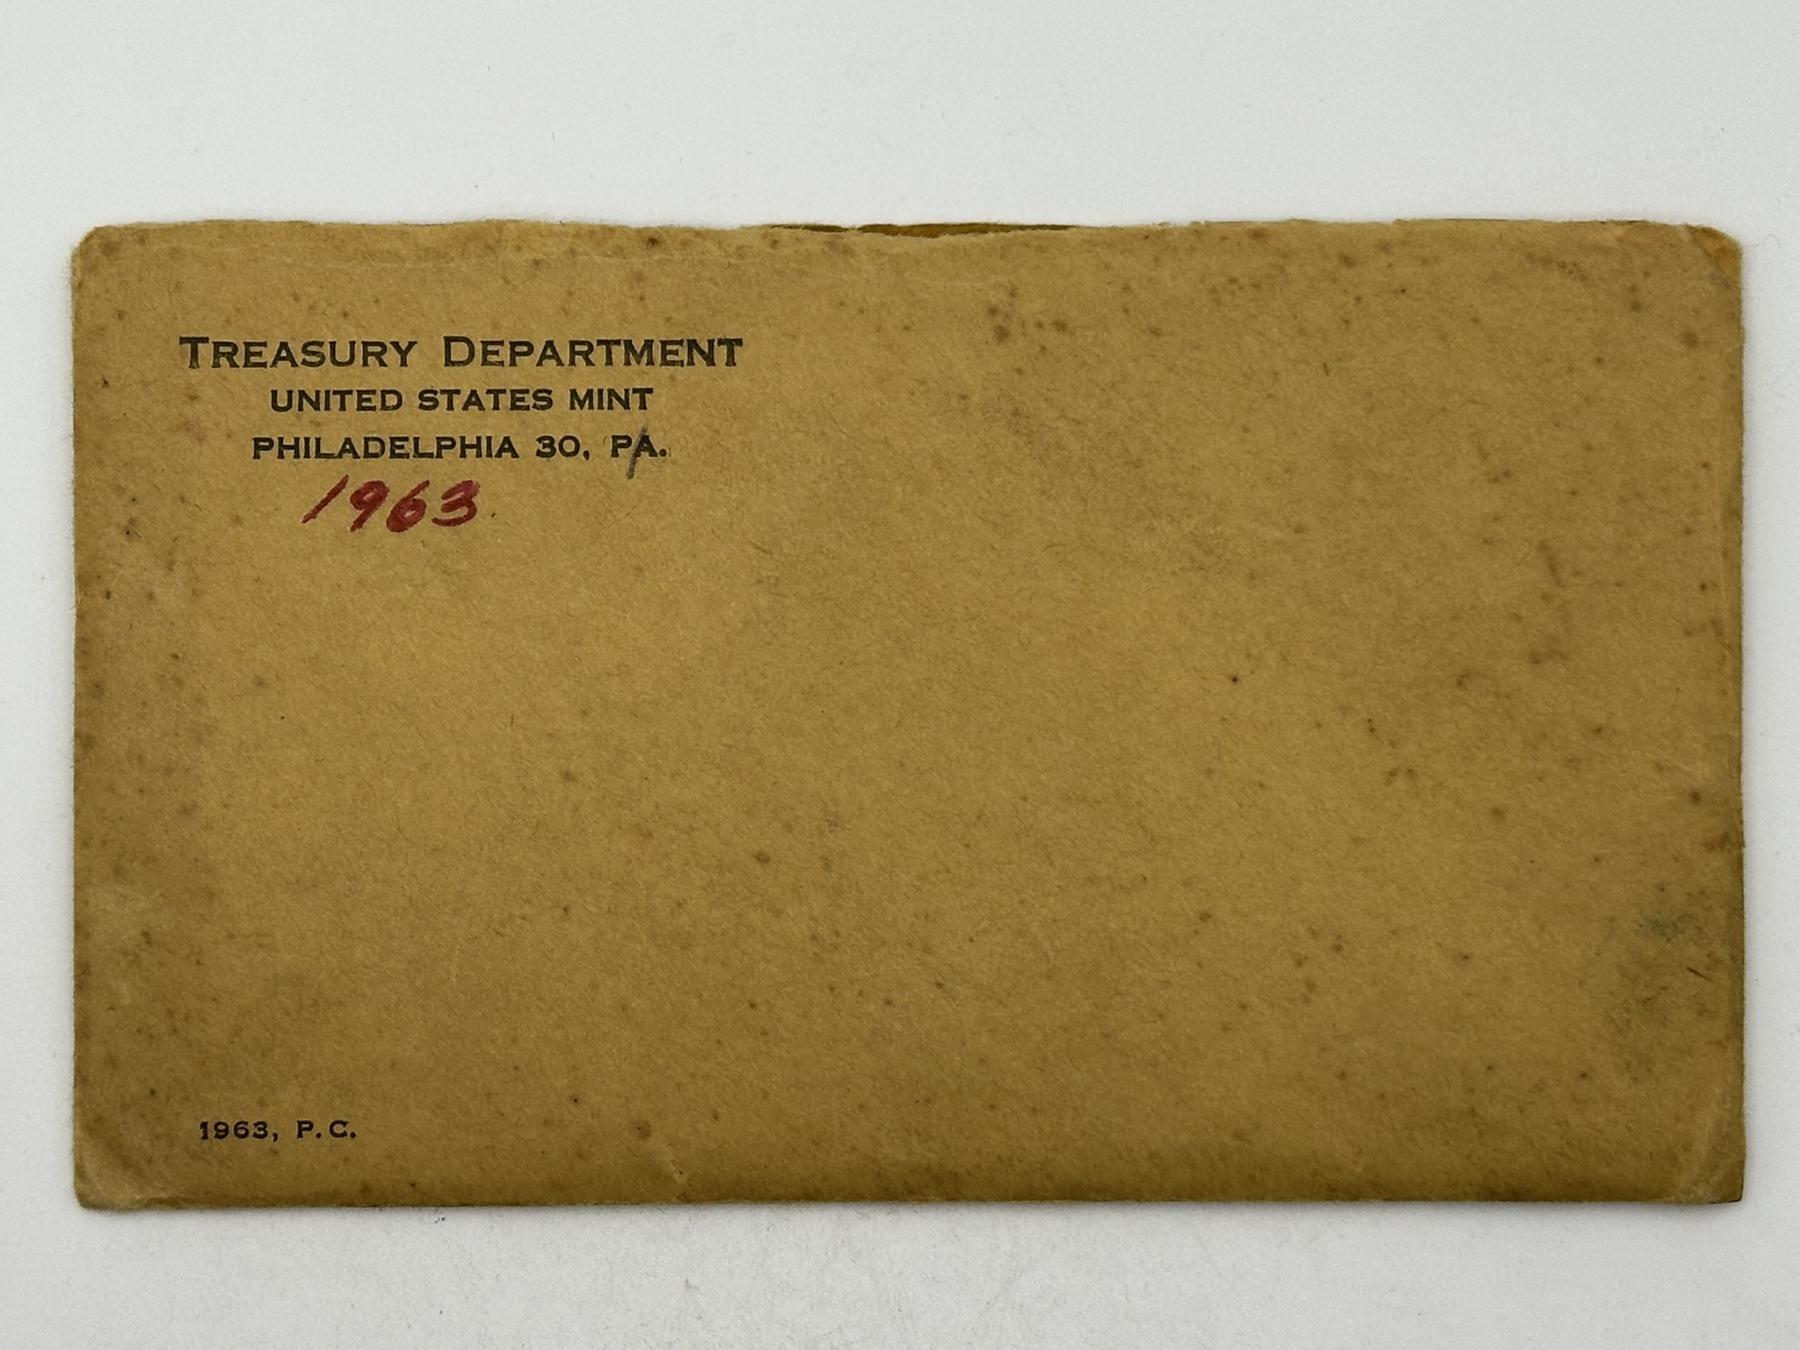 TREASURY DEPARTMENT
UNITED STATES MINT
PHILADELPHIA 30, PA.
1963
1963, P.C.